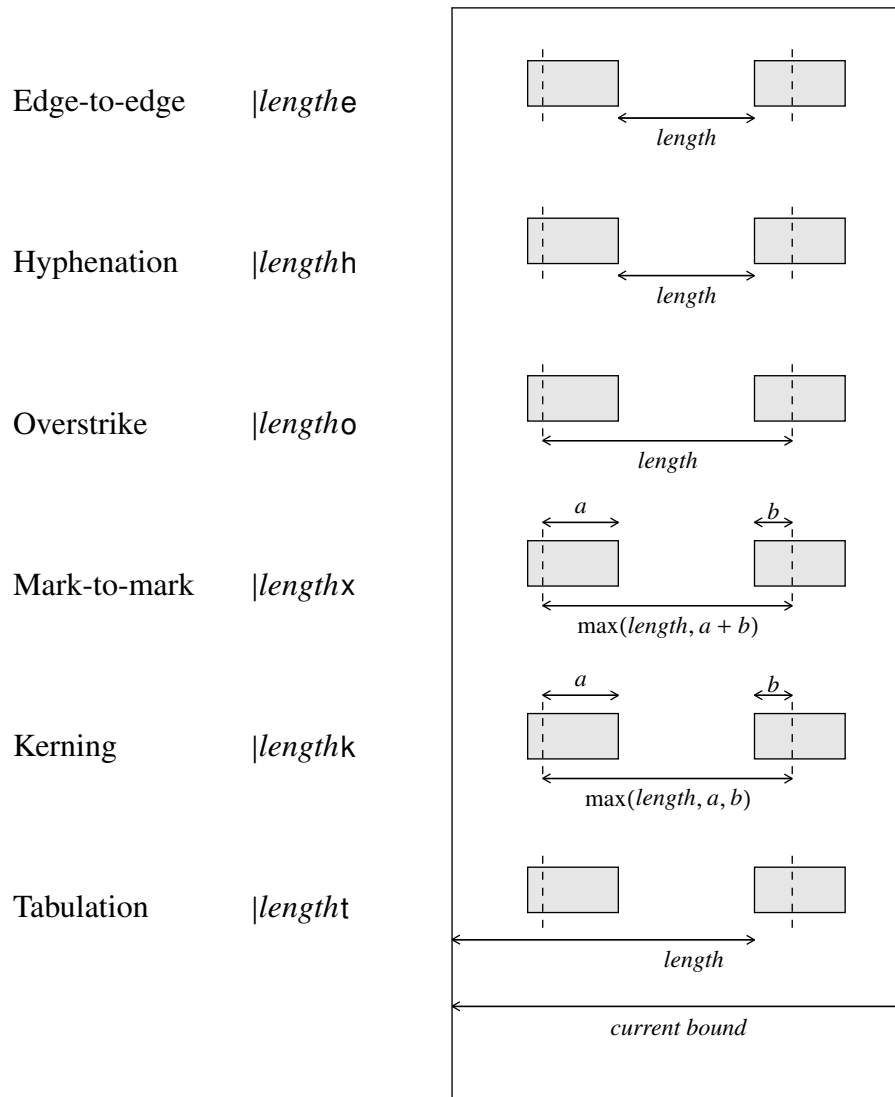 Edge-to-edge |lengthe length
Hyphenation |lengthh length
Overstrike |lengtho length
a b
Mark-to-mark |lengthx max(length, a + b)
a b
Kerning |lengthk max(length, a, b)
Tabulation |lengtht length
current bound